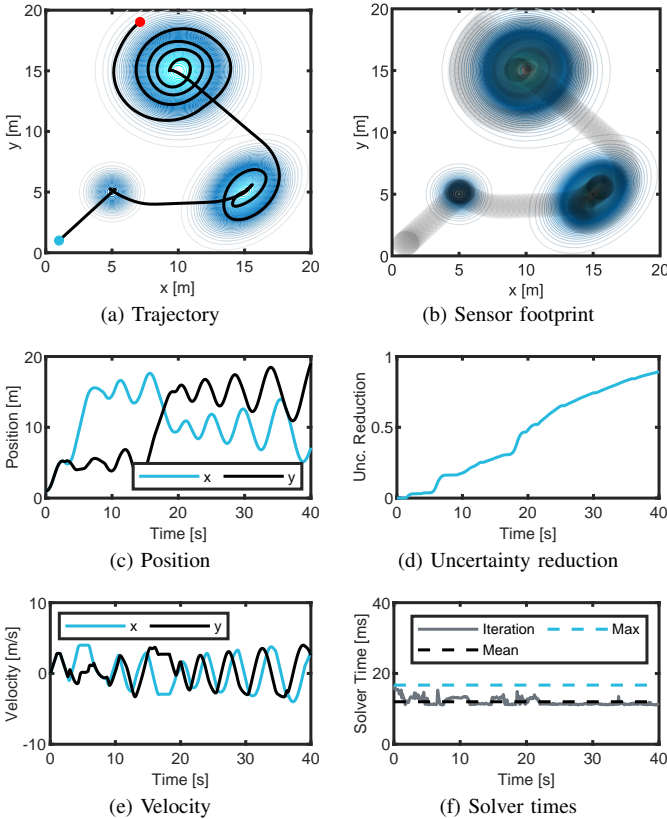 20
15
10
5
0
y [m]
0 5 10 15 20
x [m]
(a) Trajectory
20
15
10
5
0
y [m]
0 5 10 15 20
x [m]
(b) Sensor footprint
20
10
0
Position [m]
x y
0 10 20 30 40
Time [s]
(c) Position
1
0.5
0
Unc. Reduction
0 10 20 30 40
Time [s]
(d) Uncertainty reduction
10
0
-10
Velocity [m/s]
x y
0 10 20 30 40
Time [s]
(e) Velocity
40
20
0
Solver Time [ms]
Iteration Max
Mean
0 10 20 30 40
Time [s]
(f) Solver times